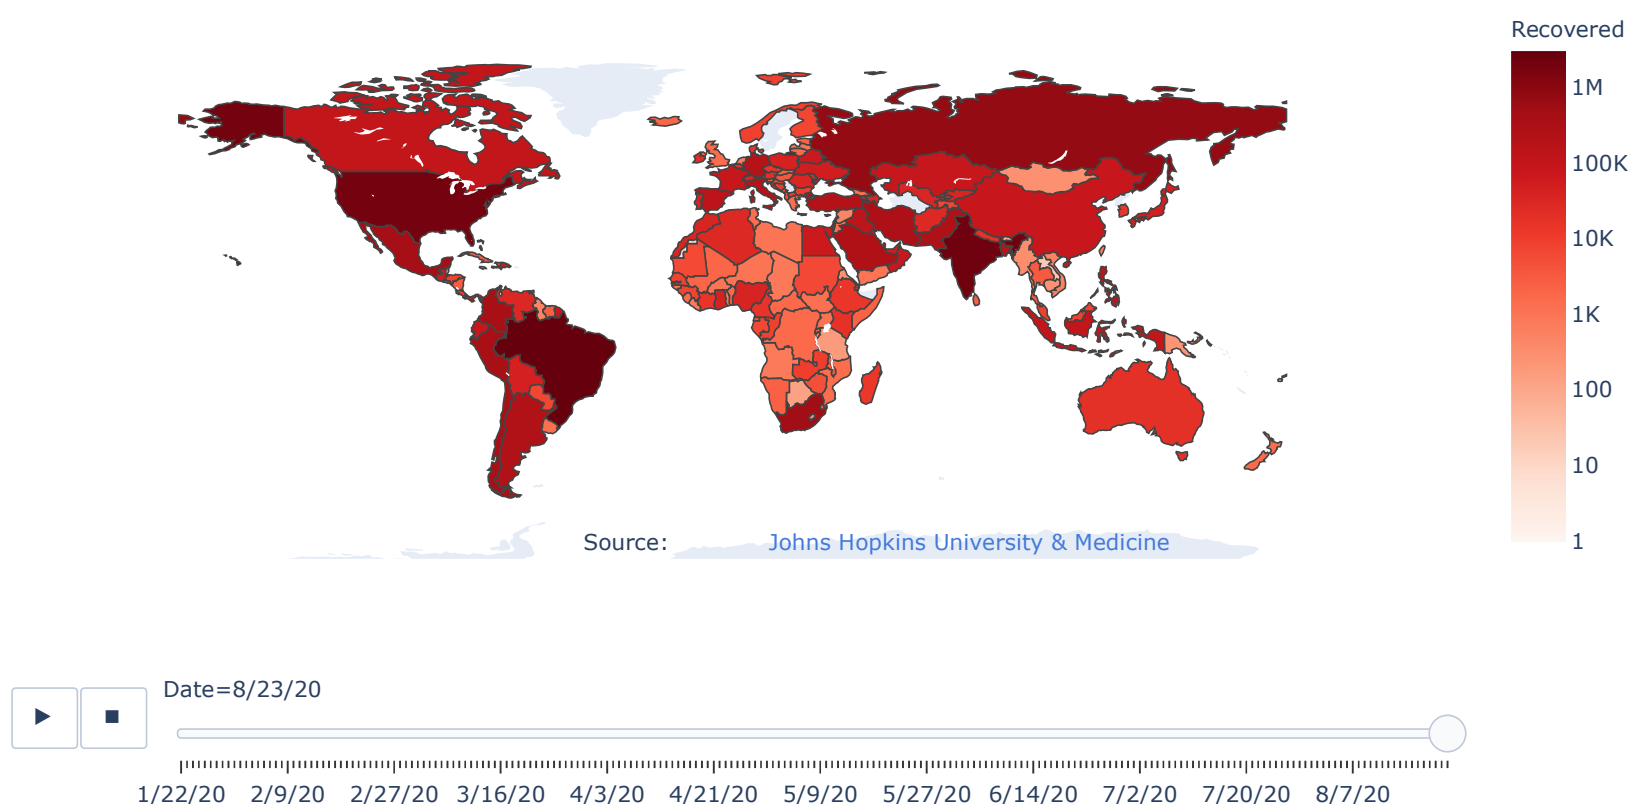 Recovered
1M
100K
10K
1K
100
10
1
Source: Johns Hopkins University & Medicine
Date=8/23/20
1/22/20 2/9/20 2/27/20 3/16/20 4/3/20 4/21/20 5/9/20 5/27/20 6/14/20 7/2/20 7/20/20 8/7/20